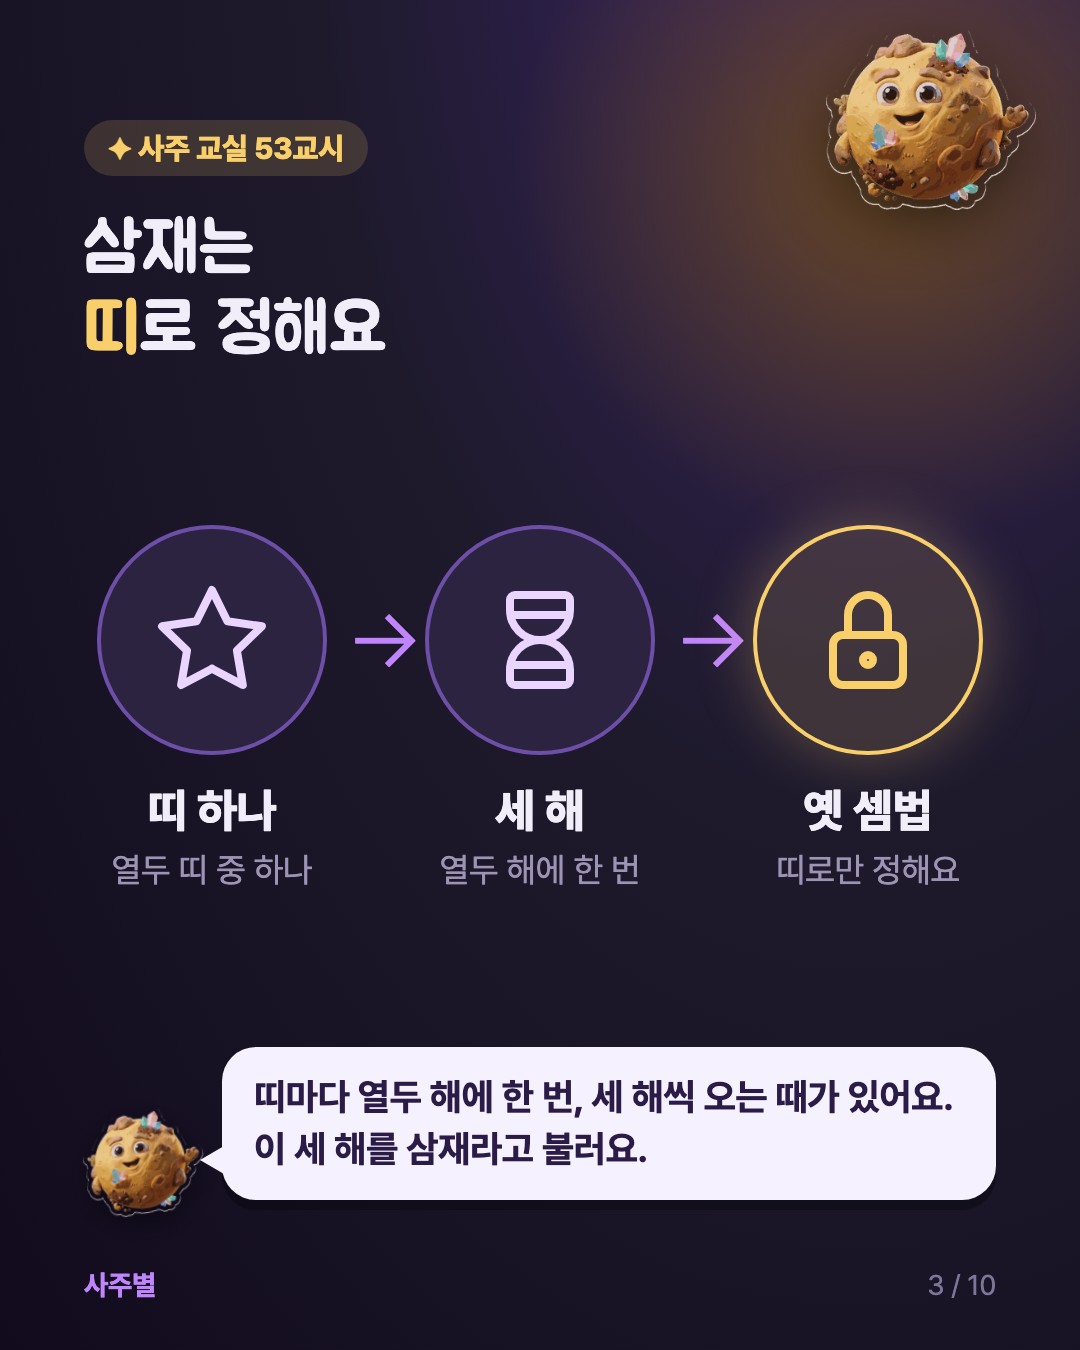 ✦ 사주 교실 53교시
삼재는
띠로 정해요
띠 하나
열두 띠 중 하나
세 해
열두 해에 한 번
옛 셈법
띠로만 정해요
띠마다 열두 해에 한 번, 세 해씩 오는 때가 있어요.
이 세 해를 삼재라고 불러요.
사주별
3 / 10